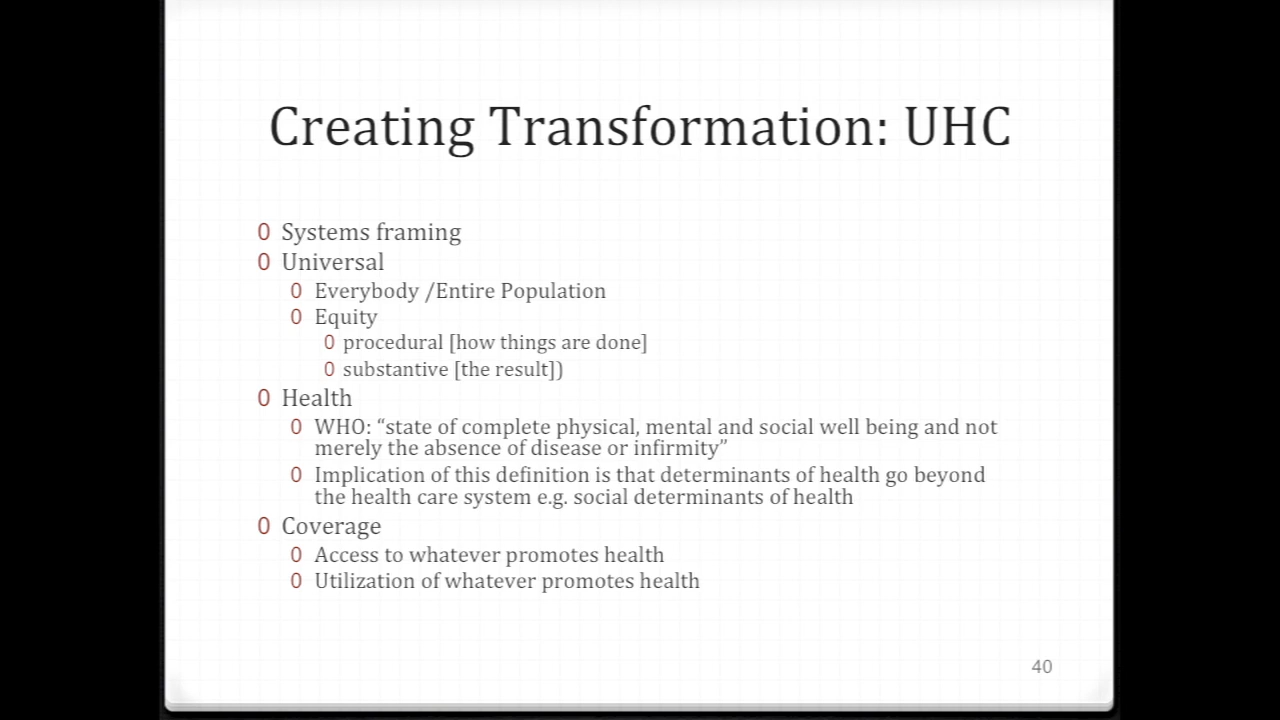 Creating Transformation: UHC
0 Systems framing
0 Universal
0 Everybody /Entire Population
0 Equity
0 procedural [how things are done]
0 substantive [the result])
0 Health
0 WHO: “state of complete physical, mental and social well being and not
merely the absence of disease or infirmity”
0 Implication of this definition is that determinants of health go beyond
the health care system e.g. social determinants of health
0 Coverage
0 Access to whatever promotes health
0 Utilization of whatever promotes health
40